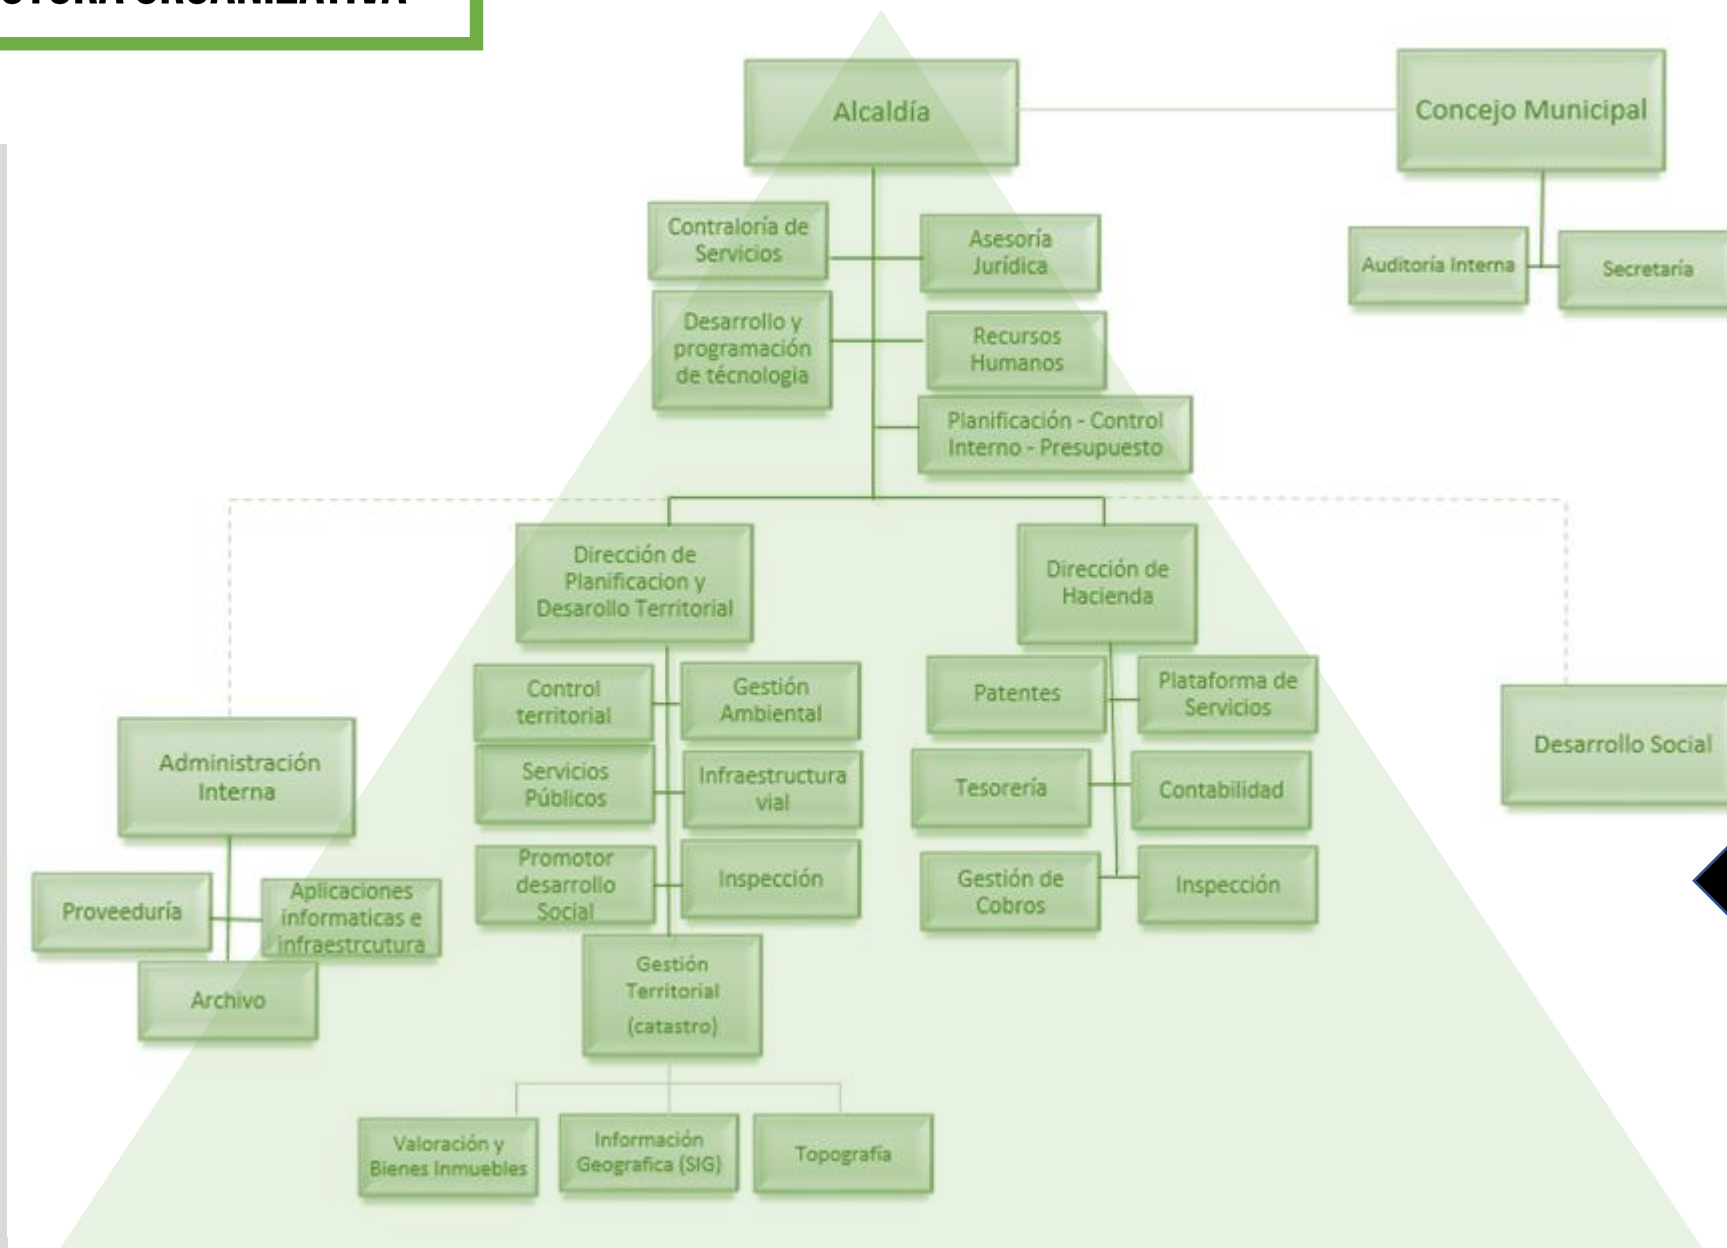 ORGANIZATIVA
Alcaldía
Concejo Municipal
Contraloría de
Servicios
Asesoría
Jurídica
Auditoría Interna
Secretaría
Desarrollo y
programación
de técnologia
Recursos
Humanos
Planificación - Control
Interno - Presupuesto
Dirección de
Planificacion y
Desarollo Territorial
Dirección de
Hacienda
Control
territorial
Gestión
Ambiental
Patentes
Plataforma de
Servicios
Administración
Interna
Servicios
Públicos
Infraestructura
vial
Tesorería
Contabilidad
Desarrollo Social
Promotor
desarrollo
Social
Inspección
Gestión de
Cobros
Inspección
Proveeduría
Aplicaciones
informaticas e
infraestrcutura
Archivo
Gestión
Territorial
(catastro)
Valoración y
Bienes Inmuebles
Información
Geografica (SIG)
Topografía